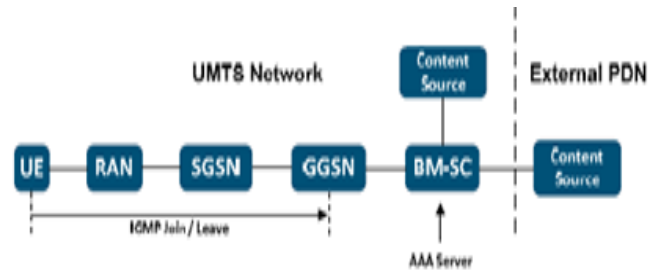 UMTS Network
Content
Source
External PDN
UE
RAN
SGSN
GGSN
BM-SC
Content
Source
IGMP Join / Leave
AAA Server